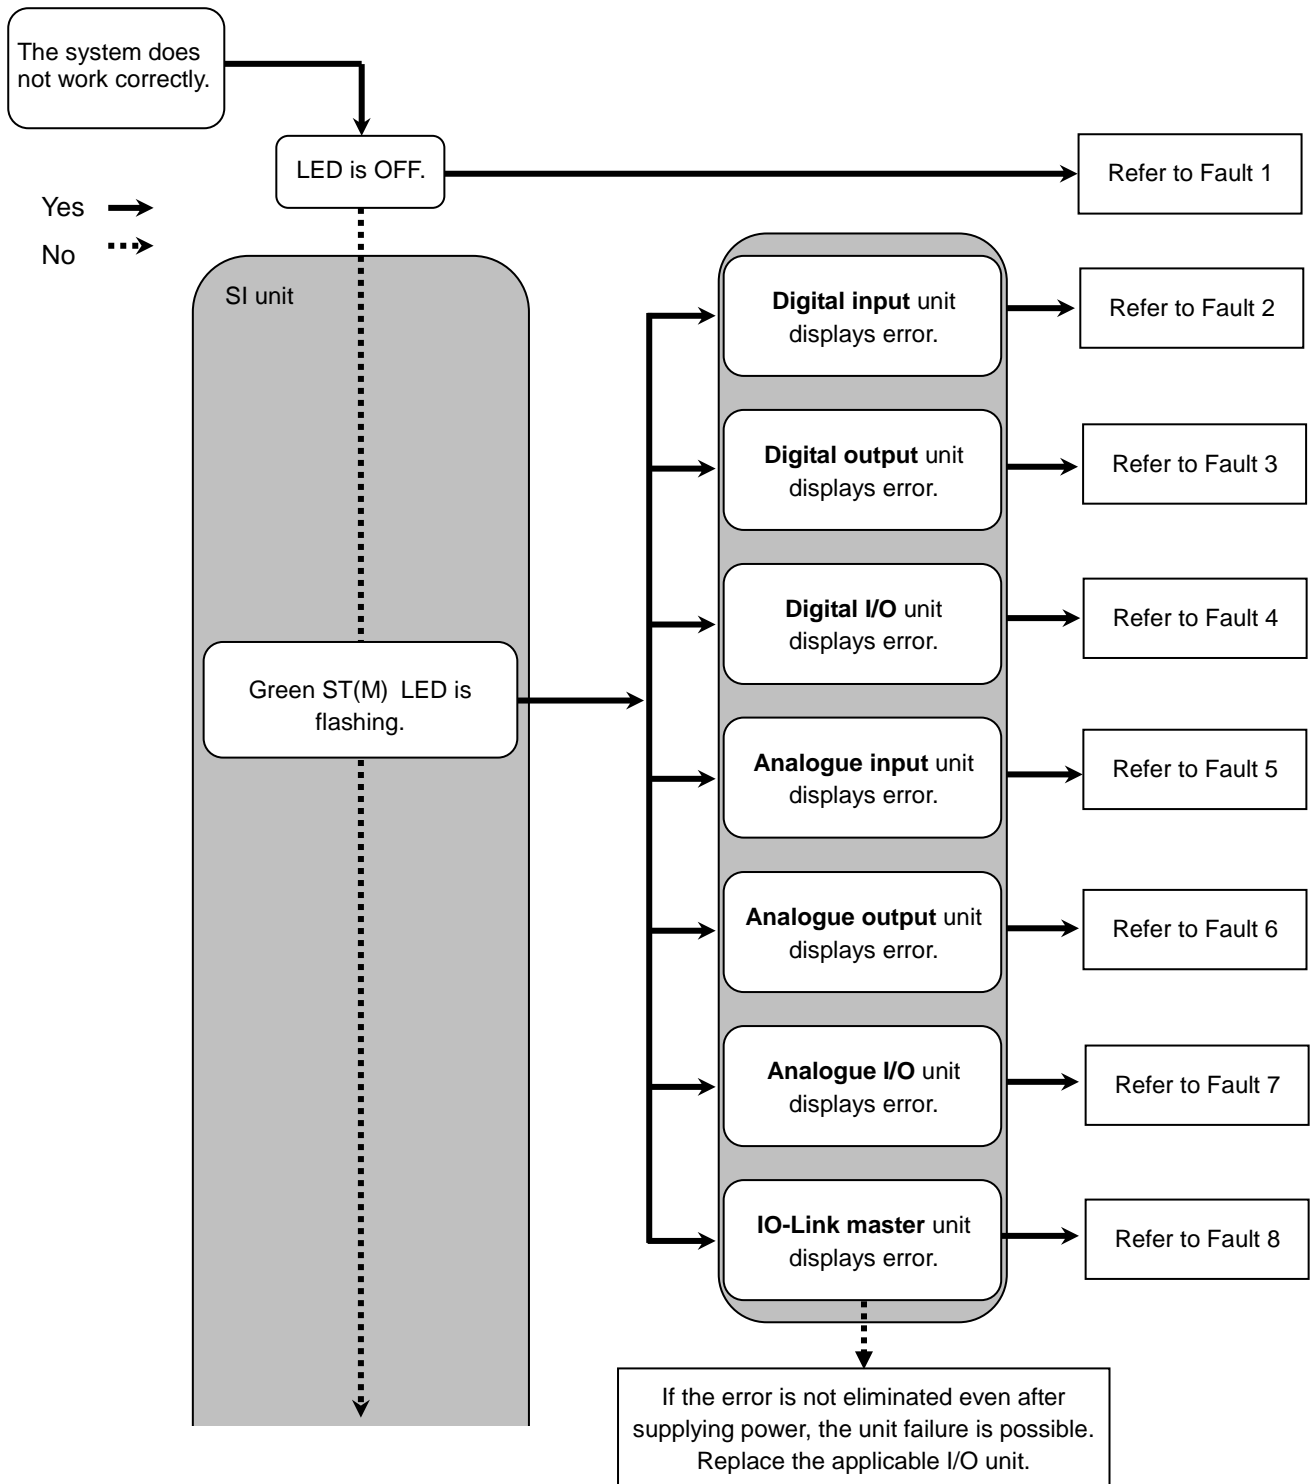 The system does
not work correctly.
LED is OFF.
Refer to Fault 1
Yes
No
SI unit
Digital input unit
displays error.
Refer to Fault 2
Digital output unit
displays error.
Refer to Fault 3
Digital I/O unit
displays error.
Refer to Fault 4
Green ST(M) LED is
flashing.
Analogue input unit
displays error.
Refer to Fault 5
Analogue output unit
displays error.
Refer to Fault 6
Analogue I/O unit
displays error.
Refer to Fault 7
IO-Link master unit
displays error.
Refer to Fault 8
If the error is not eliminated even after
supplying power, the unit failure is possible.
Replace the applicable I/O unit.